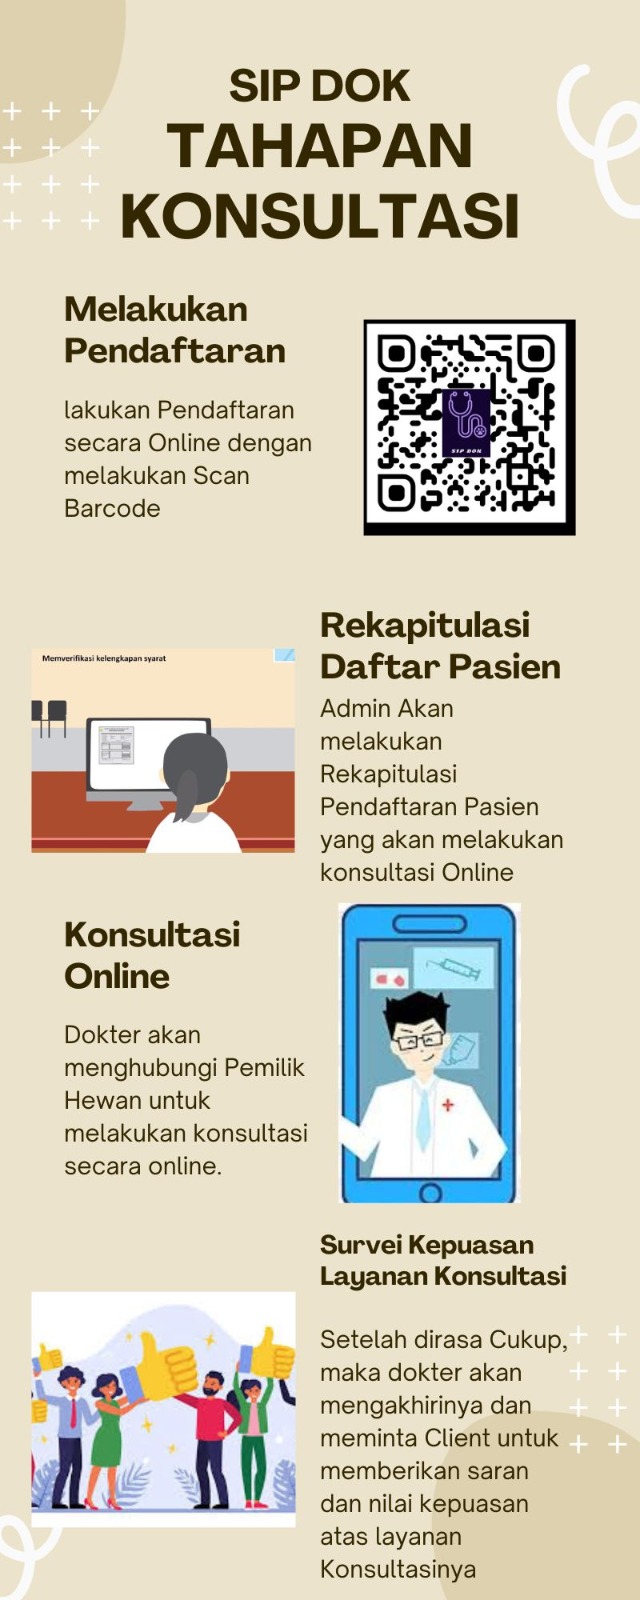 SIP DOK
TAHAPAN
KONSULTASI
Melakukan
Pendaftaran
lakukan Pendaftaran
secara Online dengan
melakukan Scan
Barcode
SIP DOK
Rekapitulasi
Daftar Pasien
Memverifikasi kelengkapan syarat
Admin Akan
melakukan
Rekapitulasi
Pendaftaran Pasien
yang akan melakukan
konsultasi Online
Konsultasi
Online
Dokter akan
menghubungi Pemilik
Hewan untuk
melakukan konsultasi
secara online.
Survei Kepuasan
Layanan Konsultasi
Setelah dirasa Cukup,
maka dokter akan
mengakhirinya dan
meminta Client untuk
memberikan saran
dan nilai kepuasan
atas layanan
Konsultasinya